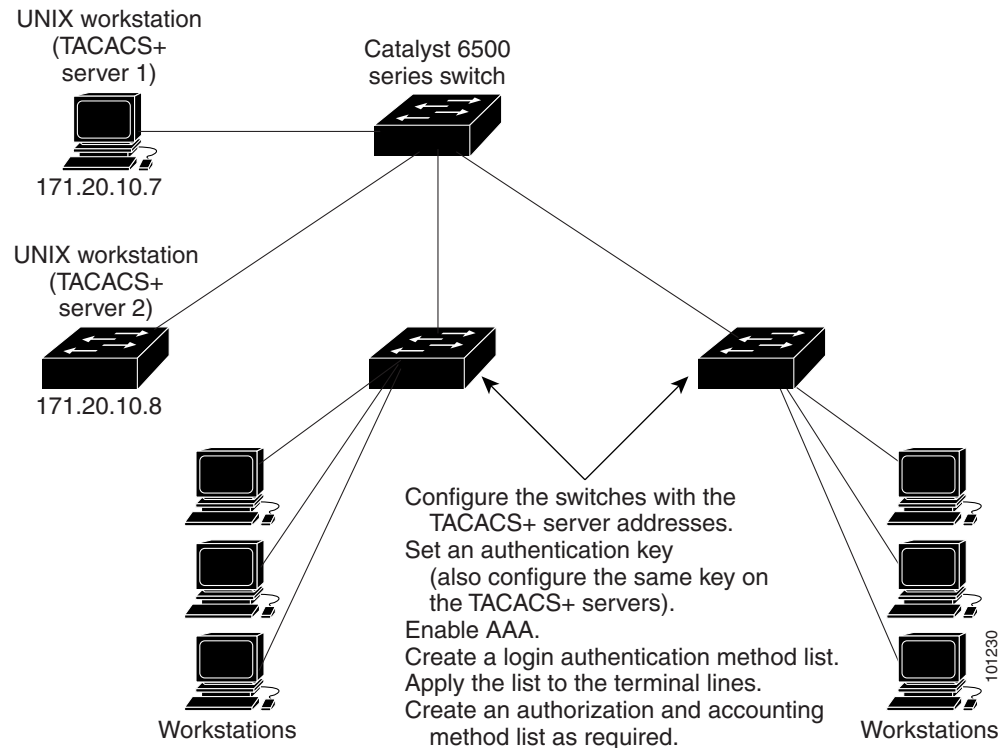 UNIX workstation
(TACACS+
server 1)
Catalyst 6500
series switch
171.20.10.7
UNIX workstation
(TACACS+
server 2)
171.20.10.8
Configure the switches with the
TACACS+ server addresses.
Set an authentication key
(also configure the same key on
the TACACS+ servers).
Enable AAA.
Create a login authentication method list.
Apply the list to the terminal lines.
Create an authorization and accounting
method list as required.
Workstations
Workstations
101230